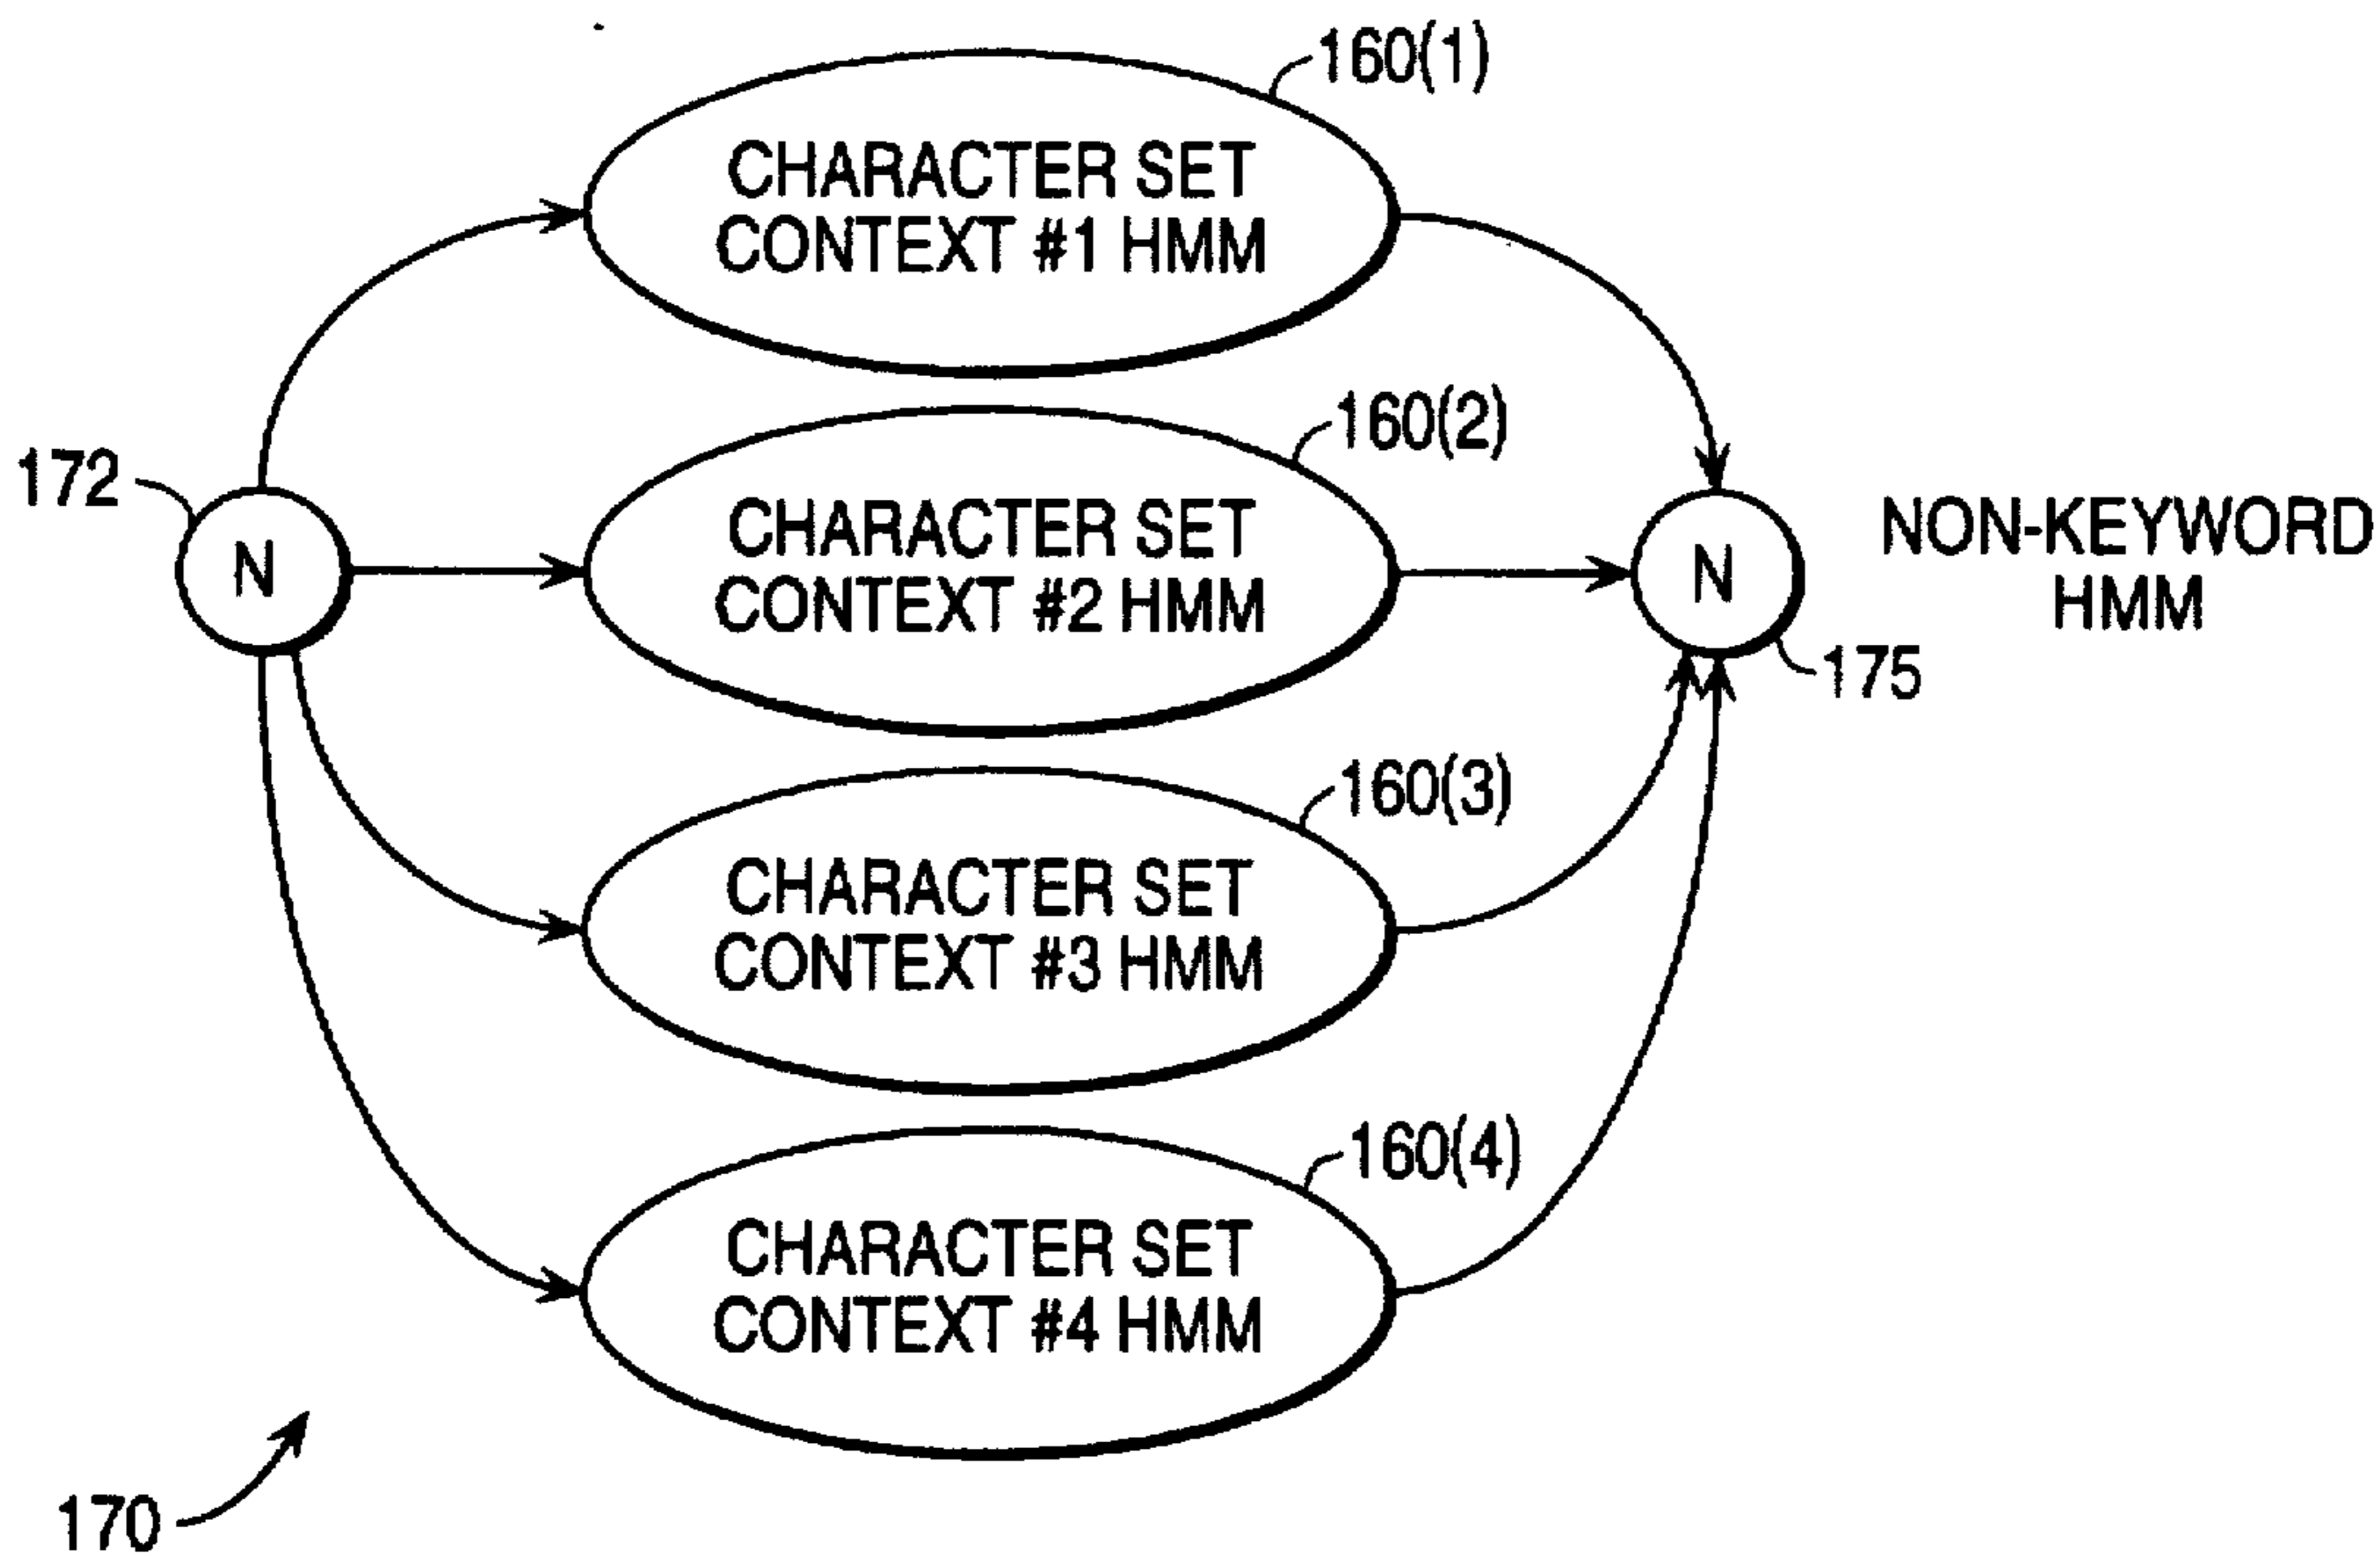 160(1)
CHARACTER SET
CONTEXT #1 HMM
160(2)
172
N
CHARACTER SET
CONTEXT #2 HMM
N
NON-KEYWORD
HMM
175
160(3)
CHARACTER SET
CONTEXT #3 HMM
160(4)
CHARACTER SET
CONTEXT #4 HMM
170